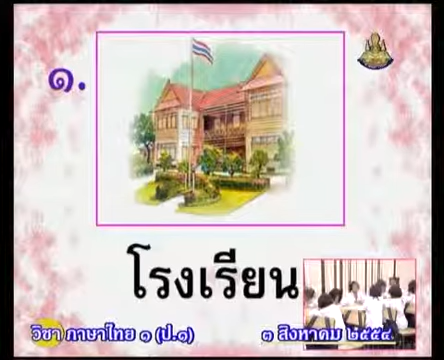 ๑.
โรงเรียน
วิชา ภาษาไทย ๑ (ป.๑)
๑ สิงหาคม ๒๕๕๔